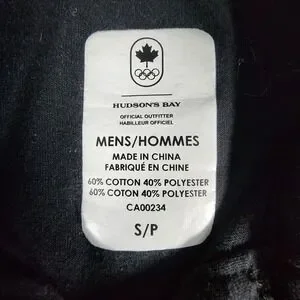 HUDSON'S BAY
OFFICIAL OUTFITTER
HABILLEUR OFFICIEL
MENS/HOMMES
MADE IN CHINA
FABRIQUÉ EN CHINE
60% COTTON 40% POLYESTER
60% COTON 40% POLYESTER
CA00234
S/P